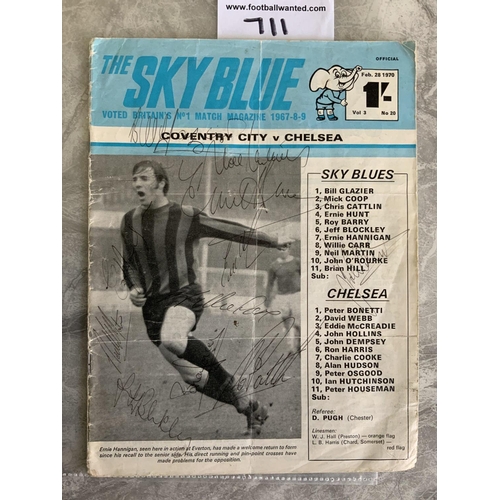 www.footballwanted.com
711
THE SKY BLUE
OFFICIAL
Feb. 28 1970
1/-
Vol 3 No 20
VOTED BRITAIN'S No1 MATCH MAGAZINE 1967-8-9
COVENTRY CITY v CHELSEA
SKY BLUES
1, Bill GLAZIER
2, Mick COOP
3, Chris CATTLIN
4, Ernie HUNT
5, Roy BARRY
6, Jeff BLOCKLEY
7, Ernie HANNIGAN
8, Willie CARR
9, Neil MARTIN
10, John O'ROURKE
11, Brian HILL
Sub:
CHELSEA
1, Peter BONETTI
2, David WEBB
3, Eddie McCREADIE
4, John HOLLINS
5, John DEMPSEY
6, Ron HARRIS
7, Charlie COOKE
8, Alan HUDSON
9, Peter OSGOOD
10, Ian HUTCHINSON
11, Peter HOUSEMAN
Sub:
Referee:
D. PUGH (Chester)
Linesmen:
W. J. Hall (Preston) — orange flag
L. B. Harris (Chard, Somerset) —
red flag
Ernie Hannigan, seen here in action at Everton, has made a welcome return to form
since his recall to the senior side. His direct running and pin-point crosses have
made problems for the opposition.